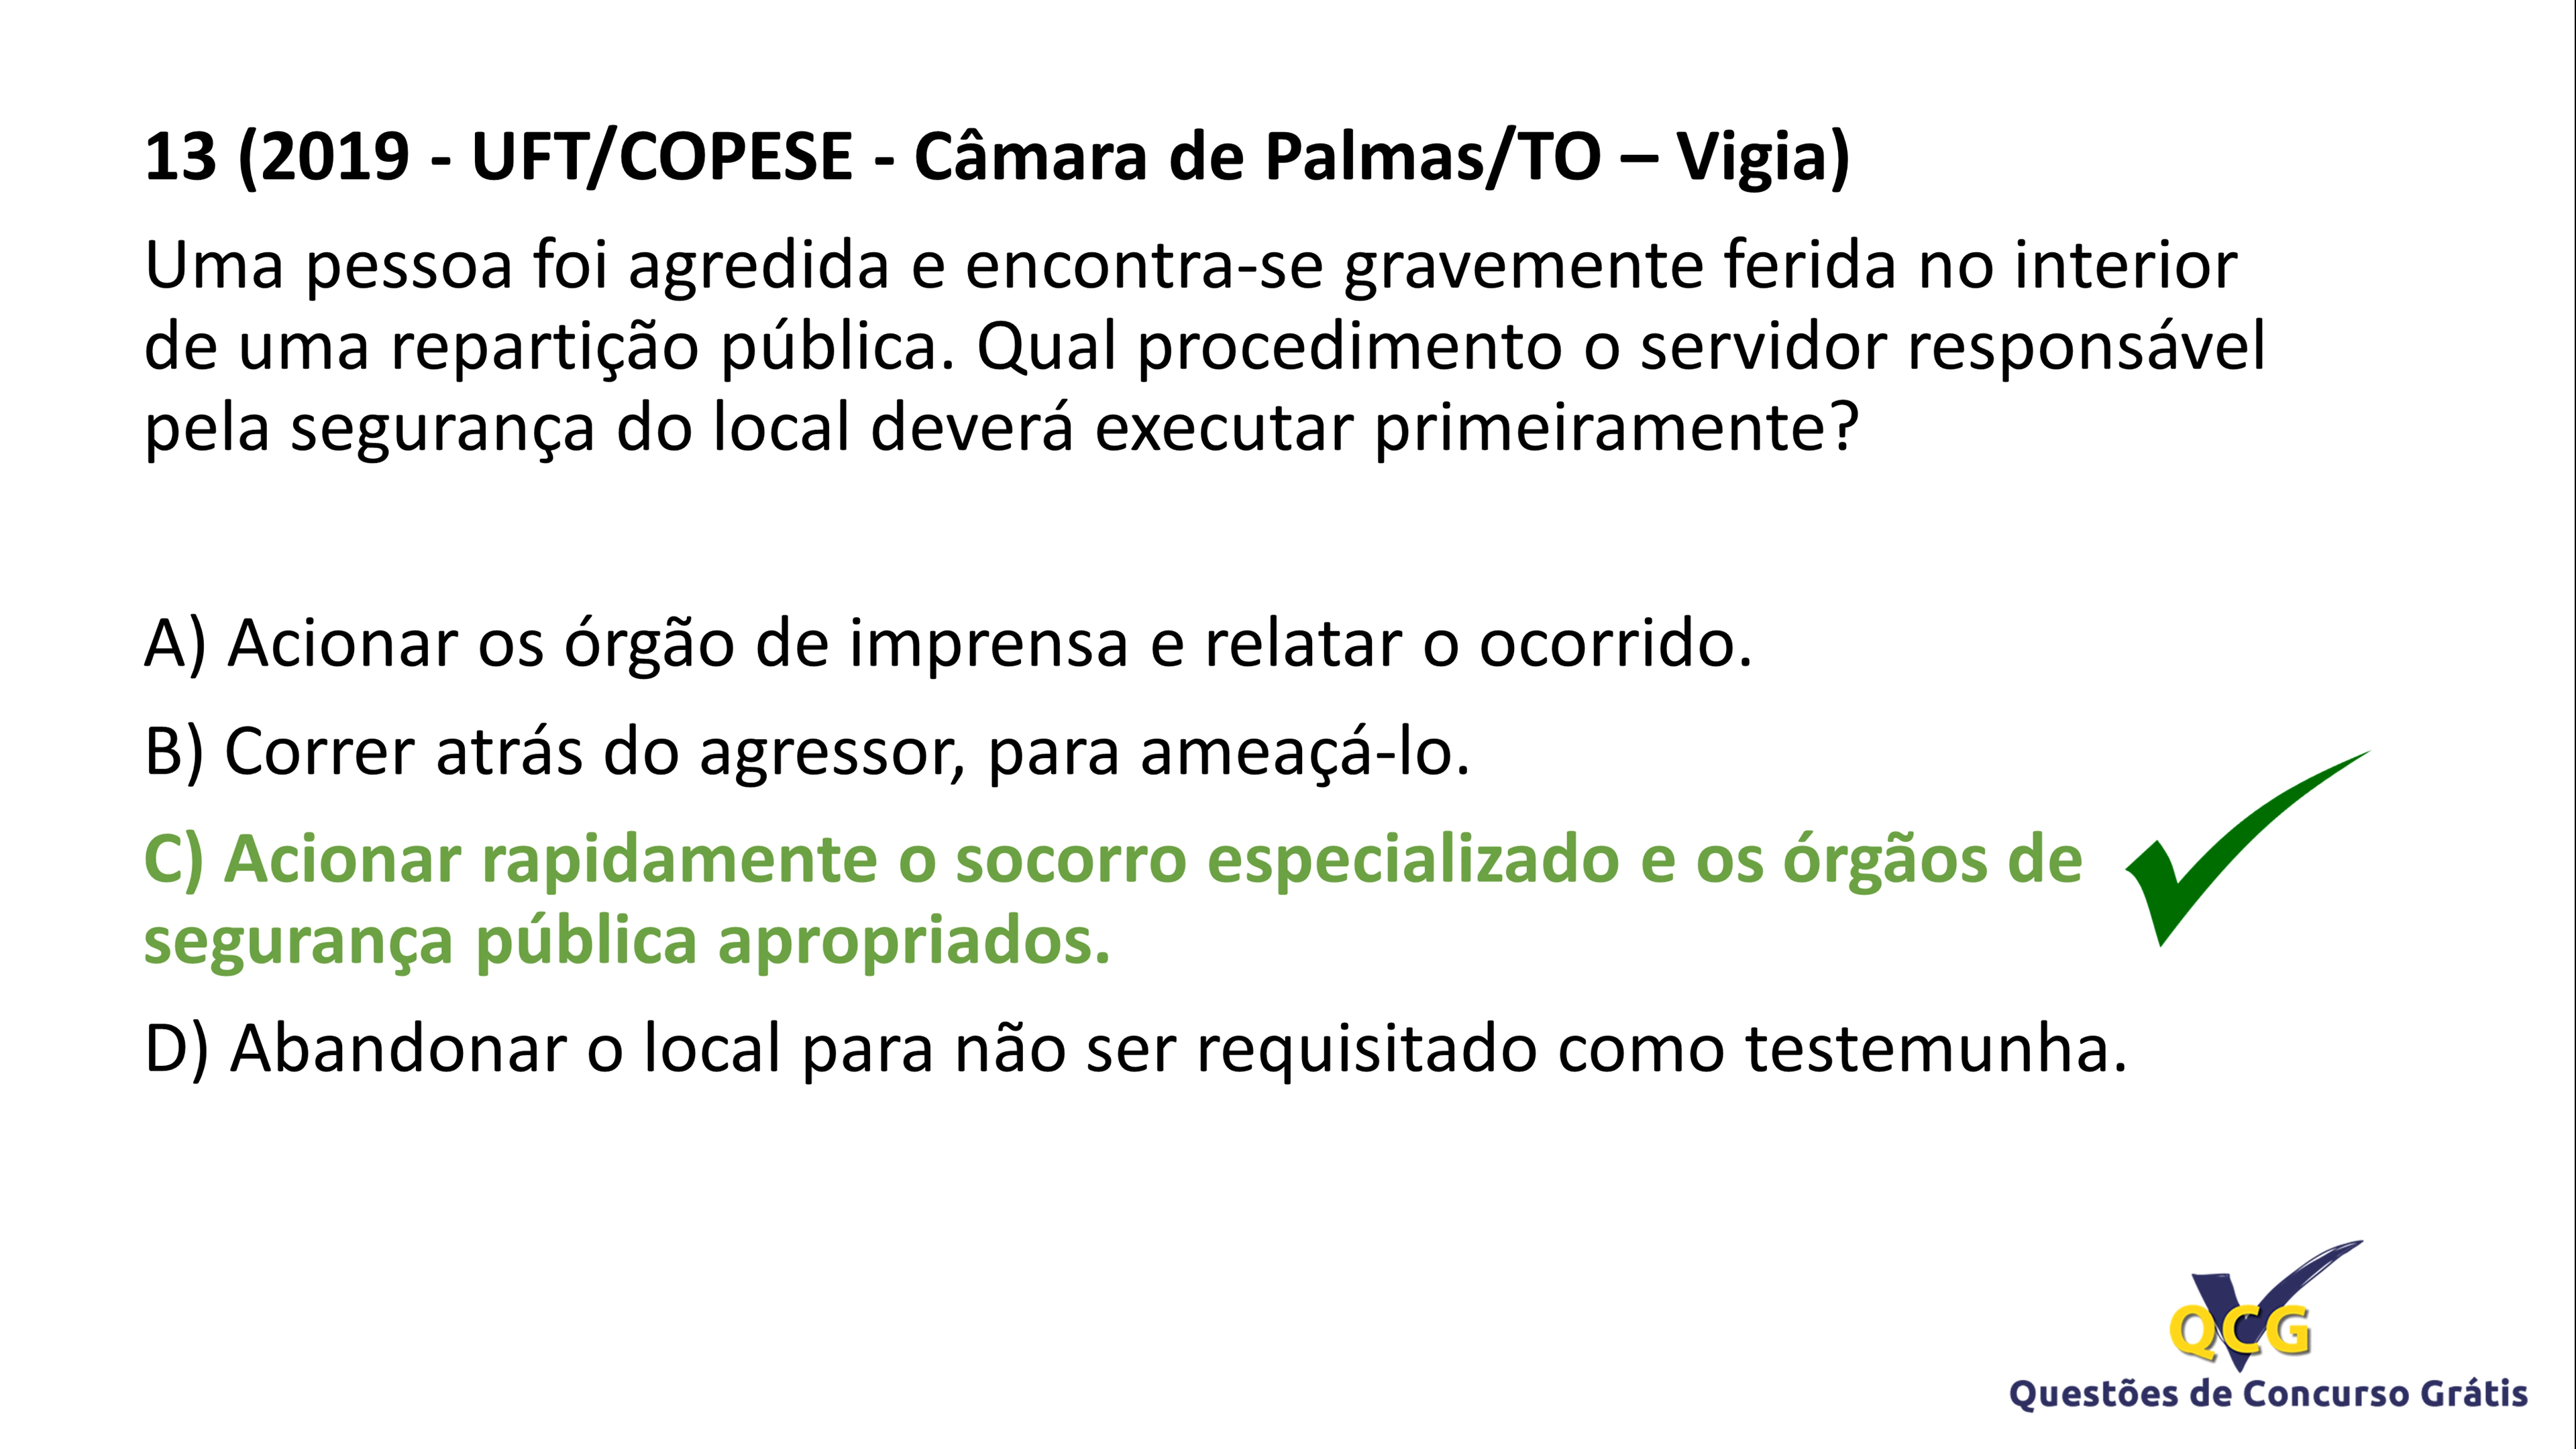 13 (2019 - UFT/COPESE - Câmara de Palmas/TO – Vigia)
Uma pessoa foi agredida e encontra-se gravemente ferida no interior
de uma repartição pública. Qual procedimento o servidor responsável
pela segurança do local deverá executar primeiramente?
A) Acionar os órgão de imprensa e relatar o ocorrido.
B) Correr atrás do agressor, para ameaçá-lo.
C) Acionar rapidamente o socorro especializado e os órgãos de
segurança pública apropriados.
D) Abandonar o local para não ser requisitado como testemunha.
QCG
Questões de Concurso Grátis